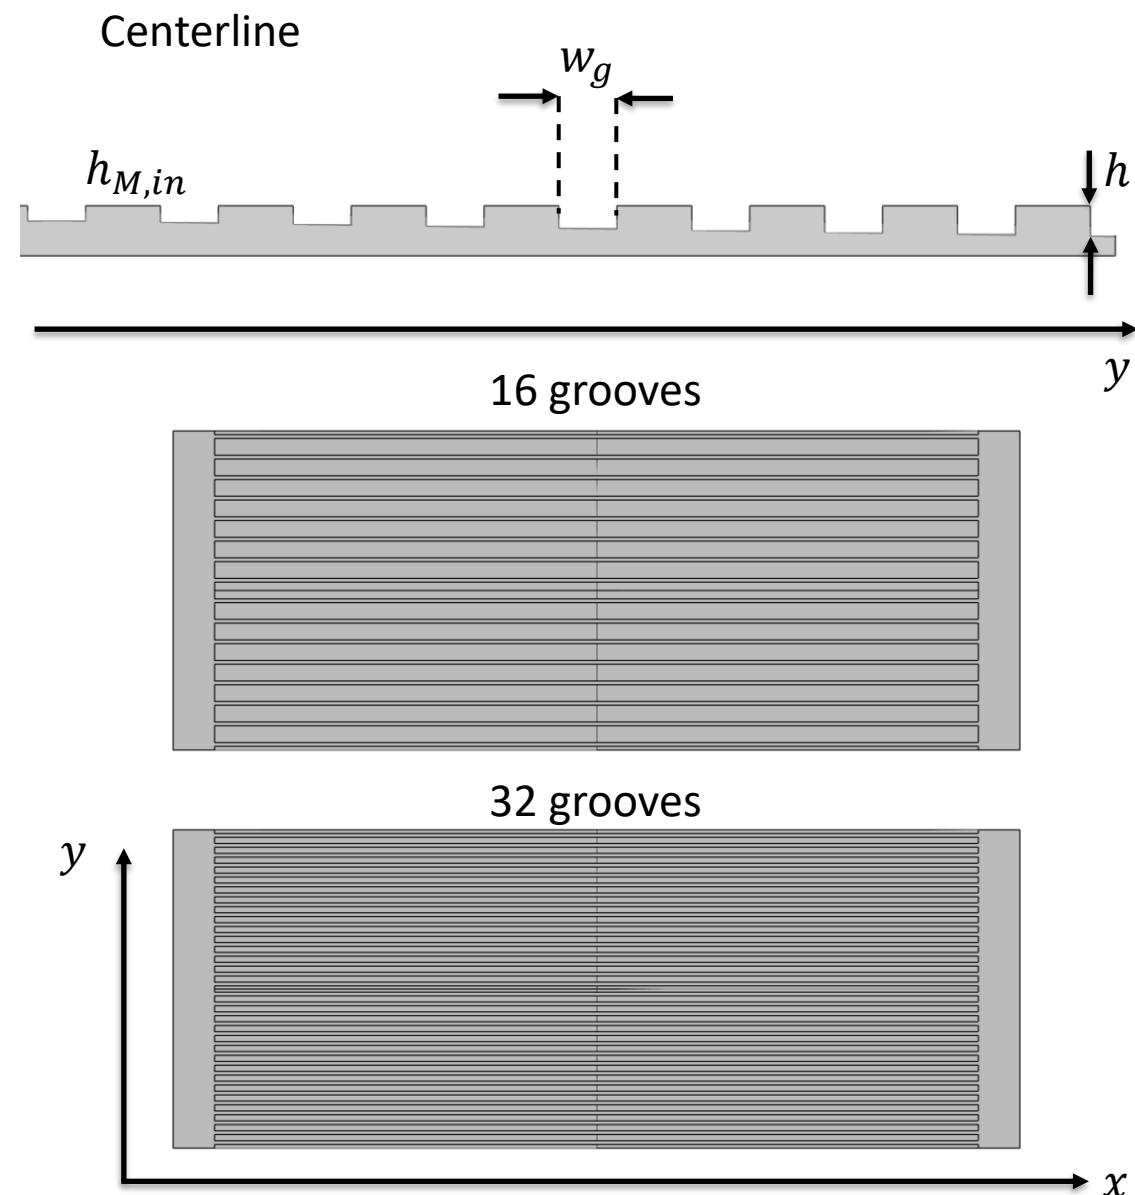 Centerline
w_g
h_{M,in}
h
y
16 grooves
32 grooves
y
x